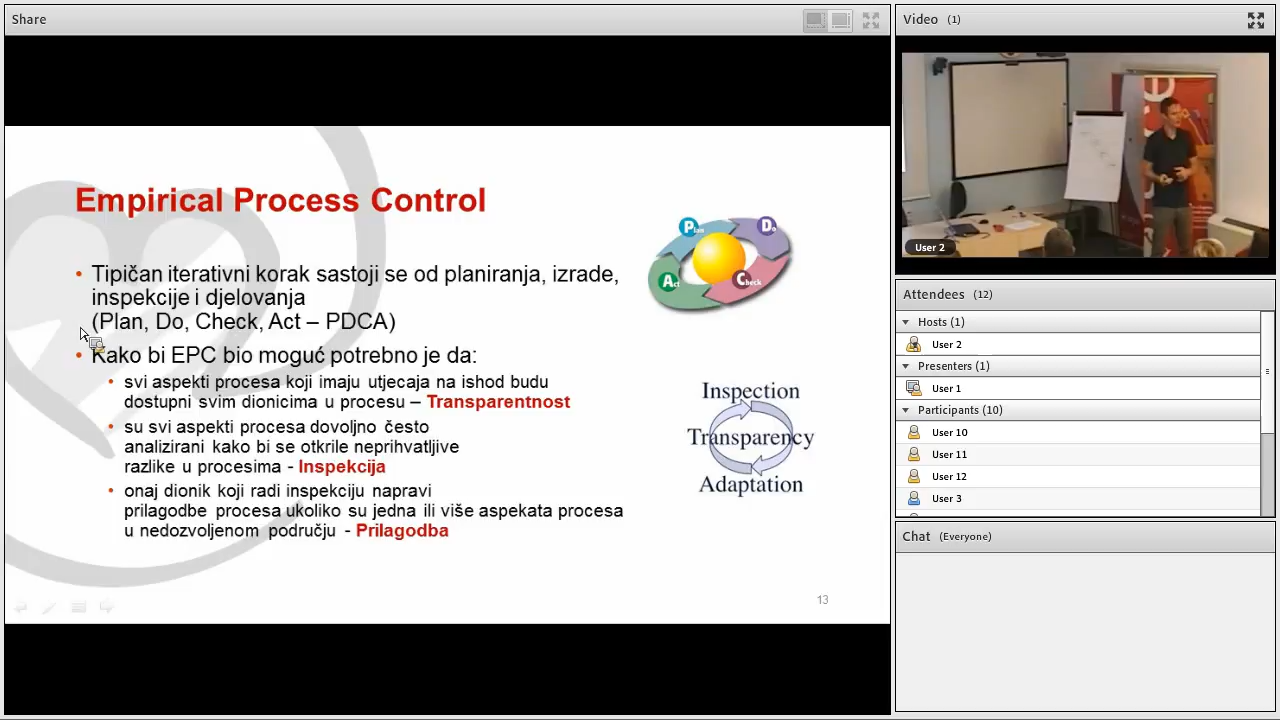 Share
Empirical Process Control
• Tipičan iterativni korak sastoji se od planiranja, izrade,
inspekcije i djelovanja
(Plan, Do, Check, Act – PDCA)
• Kako bi EPC bio moguć potrebno je da:
• svi aspekti procesa koji imaju utjecaja na ishod budu
dostupni svim dionicima u procesu – Transparentnost
• su svi aspekti procesa dovoljno često
analizirani kako bi se otkrile neprihvatljive
razlike u procesima - Inspekcija
• onaj dionik koji radi inspekciju napravi
prilagodbe procesa ukoliko su jedna ili više aspekata procesa
u nedozvoljenom području - Prilagodba
Plan
Do
Act
Check
Inspection
Transparency
Adaptation
13
Video (1)
User 2
Attendees (12)
Hosts (1)
User 2
Presenters (1)
User 1
Participants (10)
User 10
User 11
User 12
User 3
Chat (Everyone)